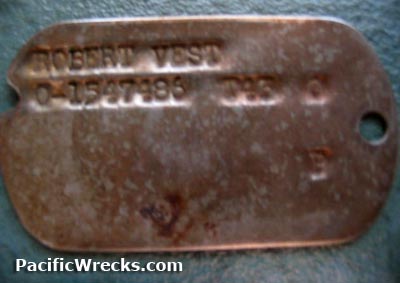 ROBERT VEST
O-1547486 T43 O
P
PacificWrecks.com